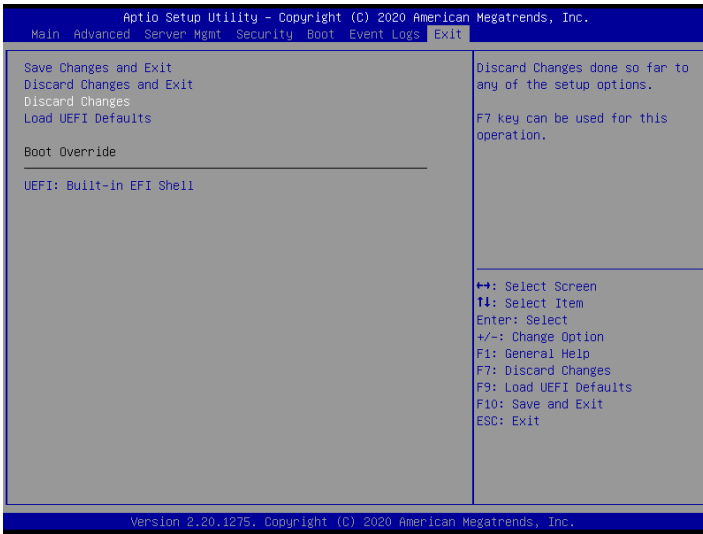 Aptio Setup Utility – Copyright (C) 2020 American Megatrends, Inc.
Main Advanced Server Mgmt Security Boot Event Logs Exit
Save Changes and Exit
Discard Changes and Exit
Discard Changes
Load UEFI Defaults
Boot Override
UEFI: Built-in EFI Shell
Discard Changes done so far to
any of the setup options.
F7 key can be used for this
operation.
↔: Select Screen
↑↓: Select Item
Enter: Select
+/-: Change Option
F1: General Help
F7: Discard Changes
F9: Load UEFI Defaults
F10: Save and Exit
ESC: Exit
Version 2.20.1275. Copyright (C) 2020 American Megatrends, Inc.